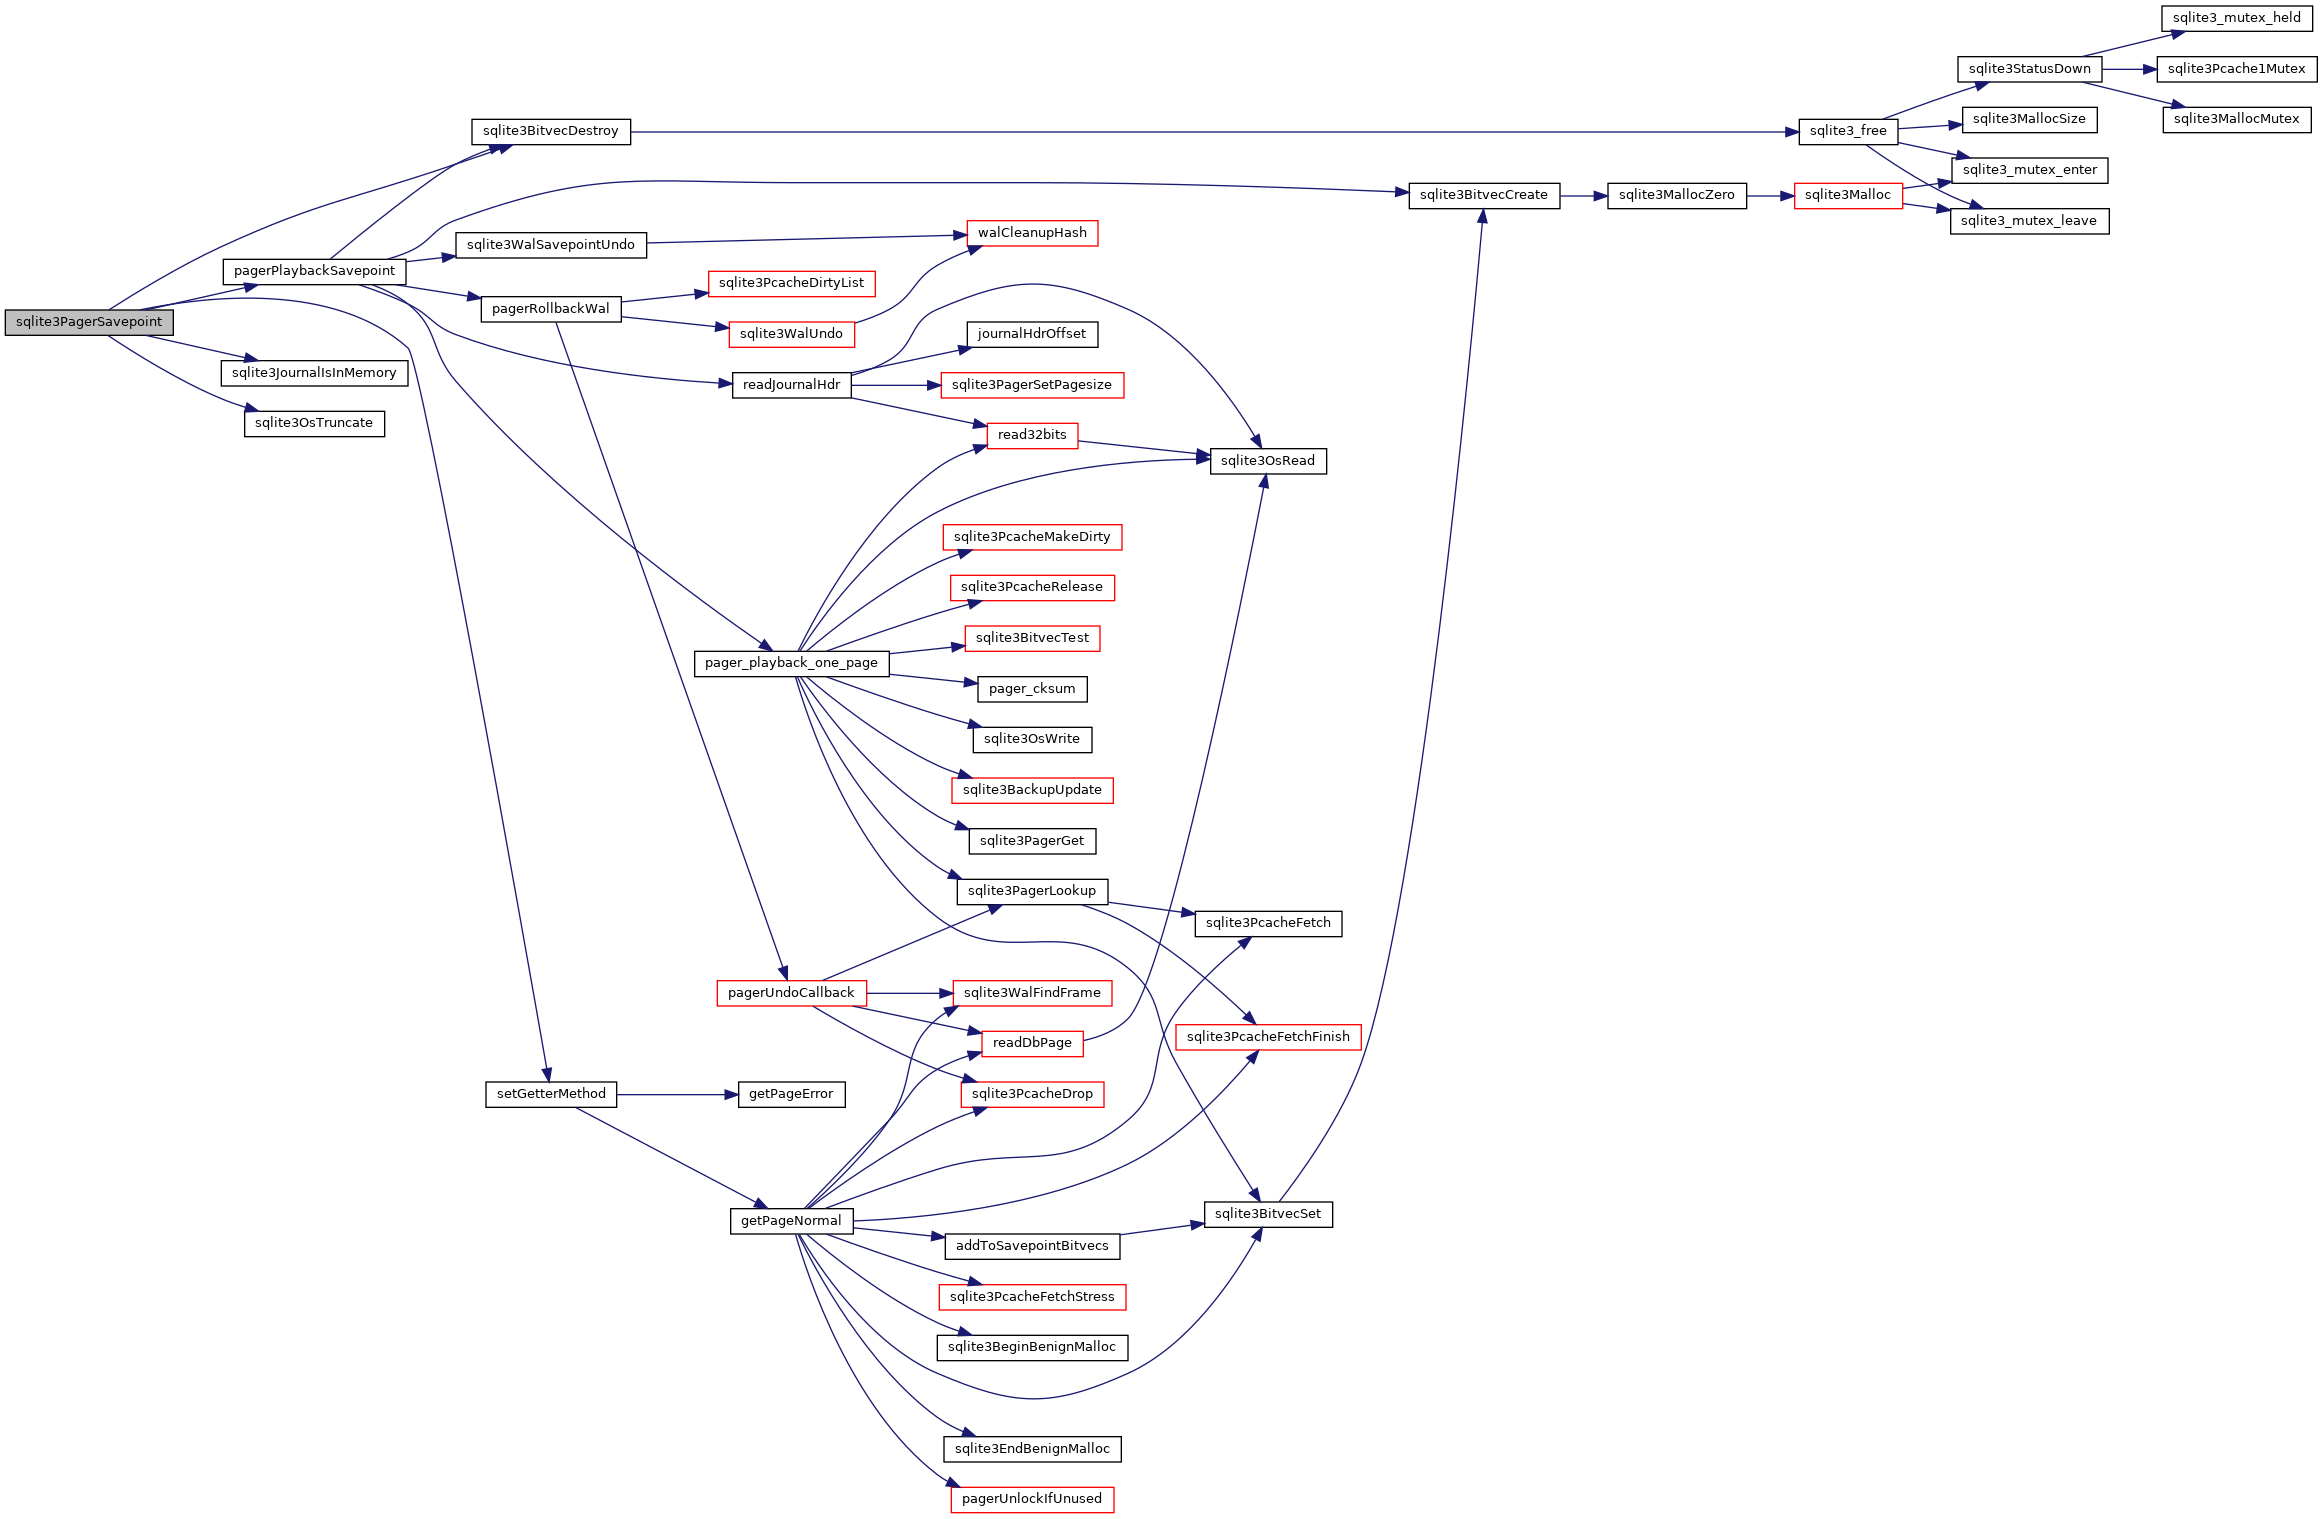 sqlite3_mutex_held
sqlite3StatusDown
sqlite3Pcache1Mutex
sqlite3MallocSize
sqlite3MallocMutex
sqlite3BitvecDestroy
sqlite3_free
sqlite3_mutex_enter
sqlite3BitvecCreate
sqlite3MallocZero
sqlite3Malloc
sqlite3_mutex_leave
walCleanupHash
sqlite3WalSavepointUndo
pagerPlaybackSavepoint
sqlite3PcacheDirtyList
pagerRollbackWal
sqlite3PagerSavepoint
sqlite3WalUndo
journalHdrOffset
sqlite3JournalIsInMemory
readJournalHdr
sqlite3PagerSetPagesize
sqlite3OsTruncate
read32bits
sqlite3OsRead
sqlite3PcacheMakeDirty
sqlite3PcacheRelease
sqlite3BitvecTest
pager_playback_one_page
pager_cksum
sqlite3OsWrite
sqlite3BackupUpdate
sqlite3PagerGet
sqlite3PagerLookup
sqlite3PcacheFetch
pagerUndoCallback
sqlite3WalFindFrame
sqlite3PcacheFetchFinish
readDbPage
setGetterMethod
getPageError
sqlite3PcacheDrop
getPageNormal
sqlite3BitvecSet
addToSavepointBitvecs
sqlite3PcacheFetchStress
sqlite3BeginBenignMalloc
sqlite3EndBenignMalloc
pagerUnlockIfUnused